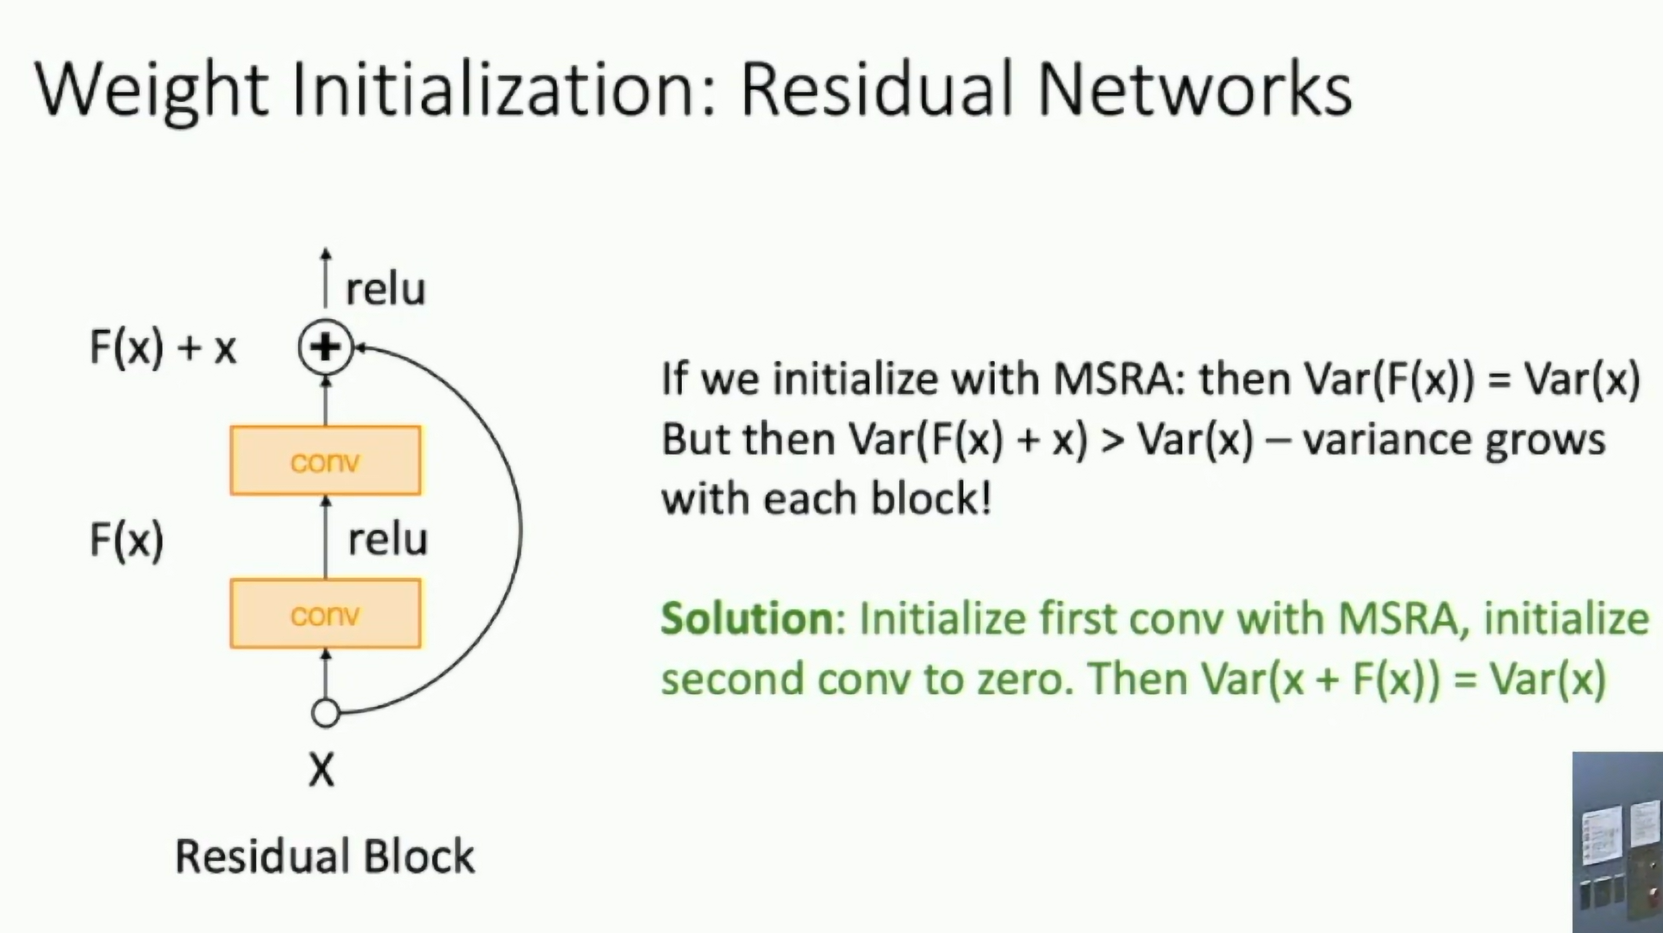 Weight Initialization: Residual Networks
relu
F(x) + x
conv
F(x)
relu
conv
X
Residual Block
If we initialize with MSRA: then Var(F(x)) = Var(x)
But then Var(F(x) + x) > Var(x) – variance grows
with each block!
Solution: Initialize first conv with MSRA, initialize
second conv to zero. Then Var(x + F(x)) = Var(x)